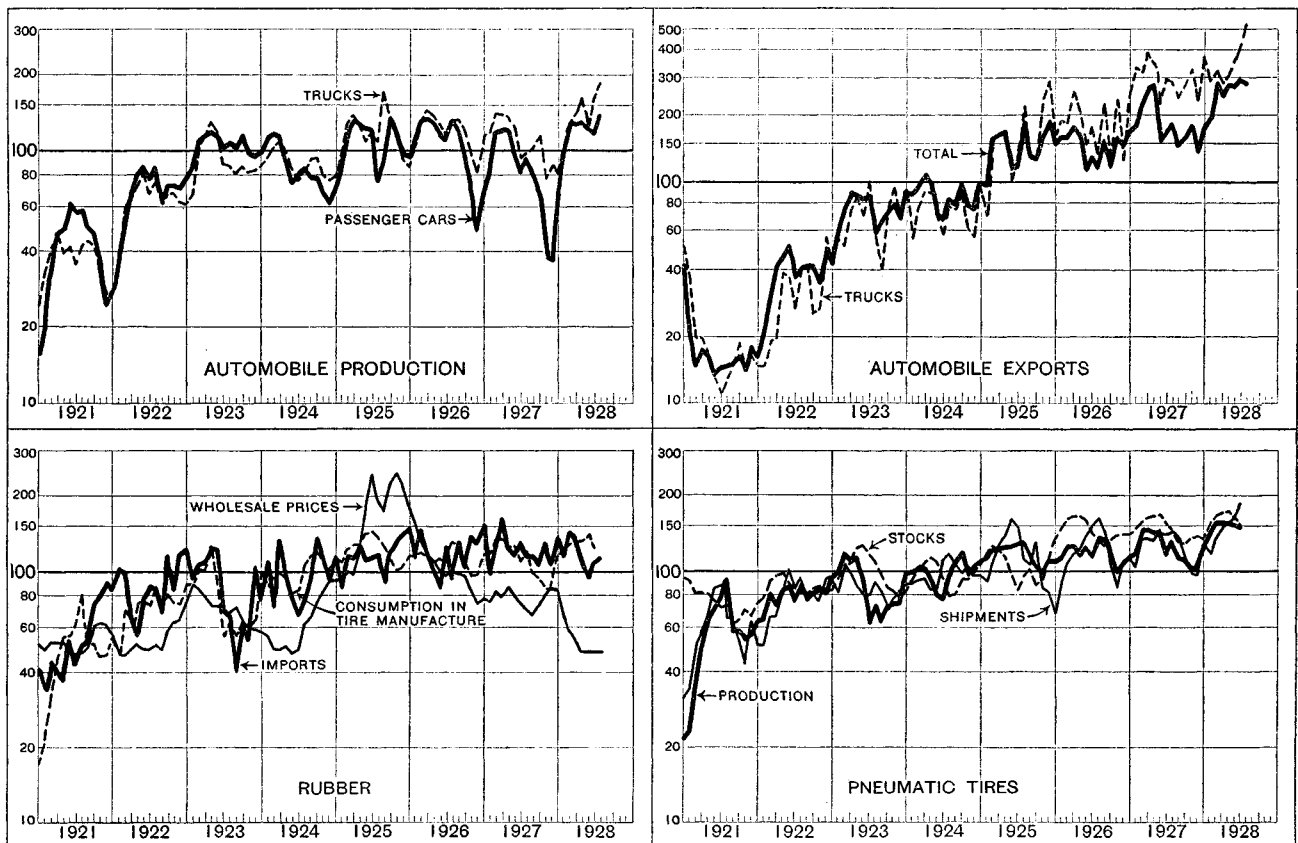 300
200
150
100
80
60
40
20
10
TRUCKS
PASSENGER CARS
AUTOMOBILE PRODUCTION
1921 1922 1923 1924 1925 1926 1927 1928
500
400
300
200
150
100
80
60
40
20
10
TOTAL
TRUCKS
AUTOMOBILE EXPORTS
1921 1922 1923 1924 1925 1926 1927 1928
300
200
150
100
80
60
40
20
10
WHOLESALE PRICES
CONSUMPTION IN
TIRE MANUFACTURE
IMPORTS
RUBBER
1921 1922 1923 1924 1925 1926 1927 1928
300
200
150
100
80
60
40
20
10
STOCKS
SHIPMENTS
PRODUCTION
PNEUMATIC TIRES
1921 1922 1923 1924 1925 1926 1927 1928